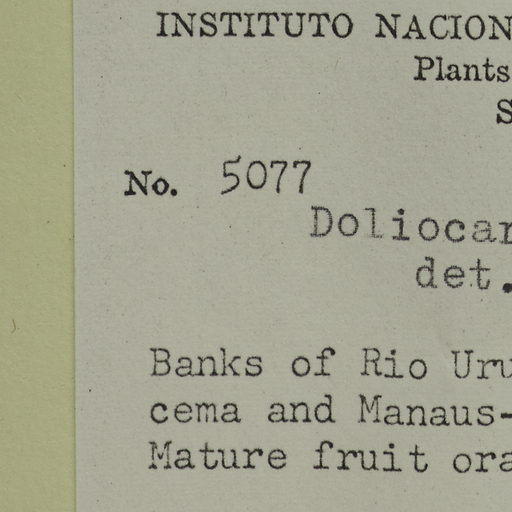 INSTITUTO NACION
Plants
S
No. 5077
Doliocar
det.
Banks of Rio Uru
cema and Manaus-
Mature fruit ora